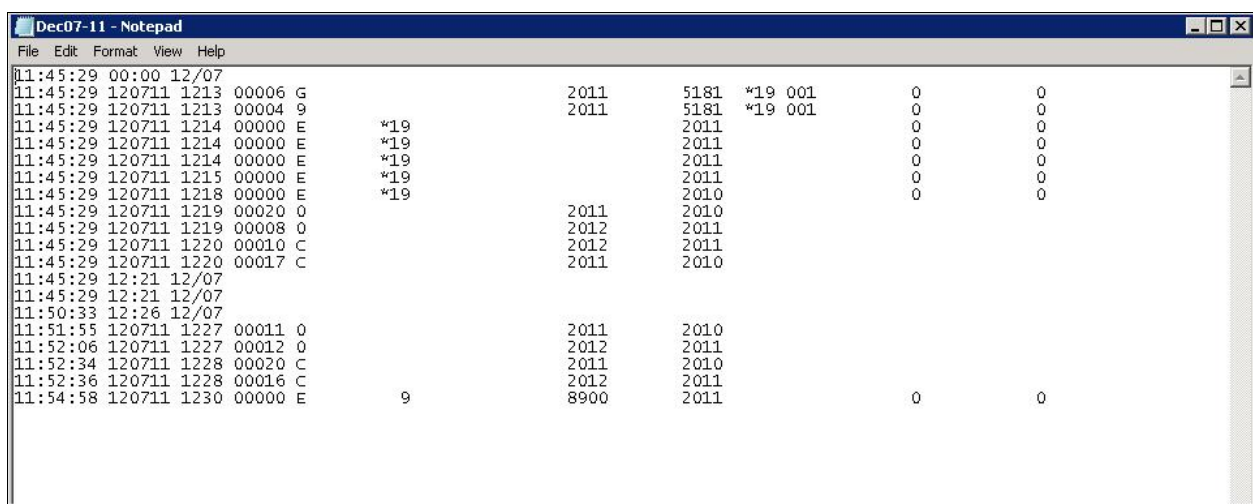 Dec07-11 - Notepad
File Edit Format View Help
11:45:29 00:00 12/07
11:45:29 120711 1213 00006 G 2011 5181 *19 001 0 0
11:45:29 120711 1213 00004 9 2011 5181 *19 001 0 0
11:45:29 120711 1214 00000 E *19 2011 0 0
11:45:29 120711 1214 00000 E *19 2011 0 0
11:45:29 120711 1214 00000 E *19 2011 0 0
11:45:29 120711 1215 00000 E *19 2011 0 0
11:45:29 120711 1218 00000 E *19 2010 0 0
11:45:29 120711 1219 00020 0 2011 2010
11:45:29 120711 1219 00008 0 2012 2011
11:45:29 120711 1220 00010 C 2012 2011
11:45:29 120711 1220 00017 C 2011 2010
11:45:29 12:21 12/07
11:45:29 12:21 12/07
11:50:33 12:26 12/07
11:51:55 120711 1227 00011 0 2011 2010
11:52:06 120711 1227 00012 0 2012 2011
11:52:34 120711 1228 00020 C 2011 2010
11:52:36 120711 1228 00016 C 2012 2011
11:54:58 120711 1230 00000 E 9 8900 2011 0 0